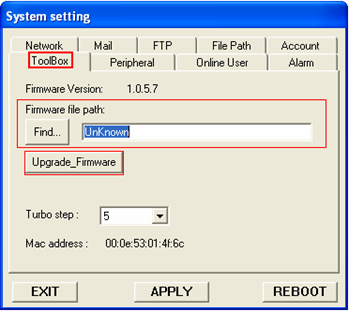 System setting
Network Mail FTP File Path Account
ToolBox Peripheral Online User Alarm
Firmware Version: 1.0.5.7
Firmware file path:
Find... UnKnown
Upgrade_Firmware
Turbo step : 5
Mac address : 00:0e:53:01:4f:6c
EXIT APPLY REBOOT